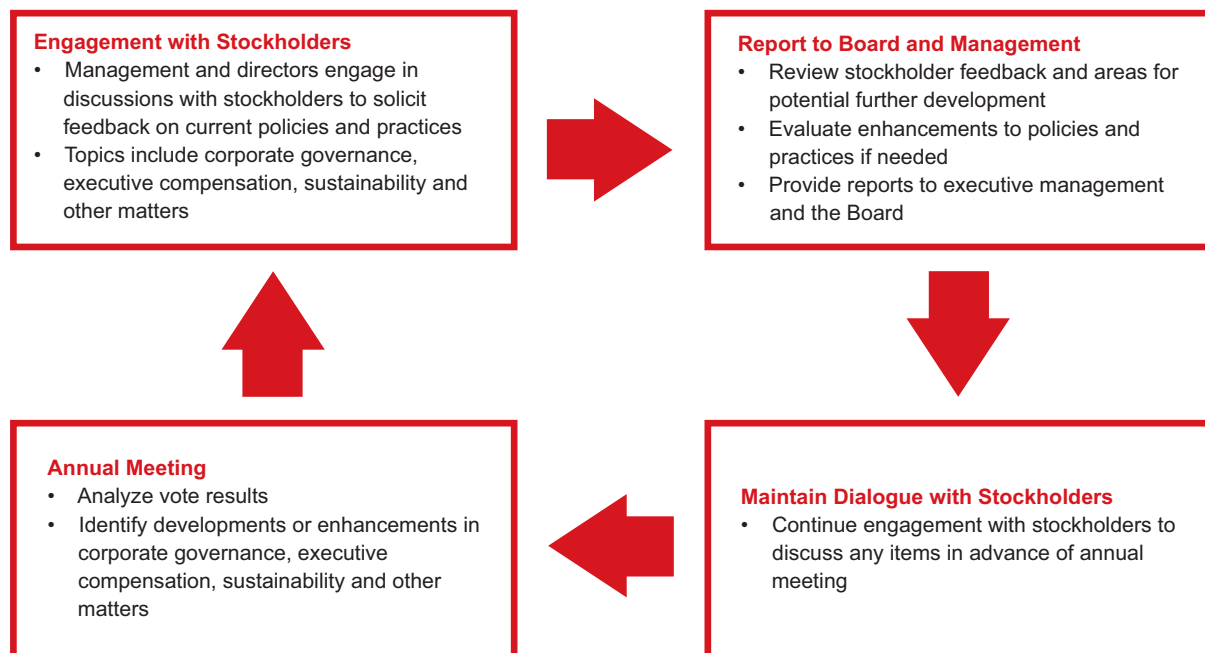 Engagement with Stockholders
• Management and directors engage in
discussions with stockholders to solicit
feedback on current policies and practices
• Topics include corporate governance,
executive compensation, sustainability and
other matters
Report to Board and Management
• Review stockholder feedback and areas for
potential further development
• Evaluate enhancements to policies and
practices if needed
• Provide reports to executive management
and the Board
Annual Meeting
• Analyze vote results
• Identify developments or enhancements in
corporate governance, executive
compensation, sustainability and other
matters
Maintain Dialogue with Stockholders
• Continue engagement with stockholders to
discuss any items in advance of annual
meeting